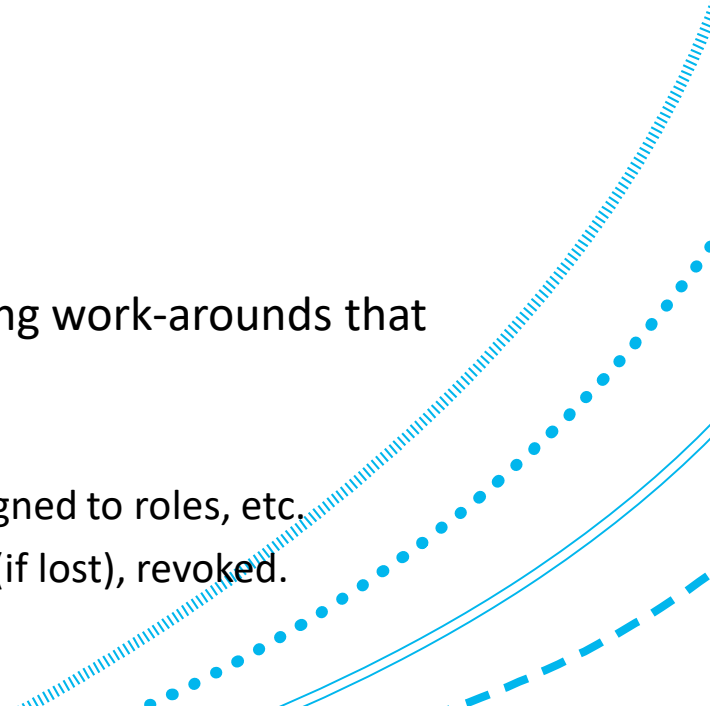 ng work-arounds that
gned to roles, etc.
(if lost), revoked.